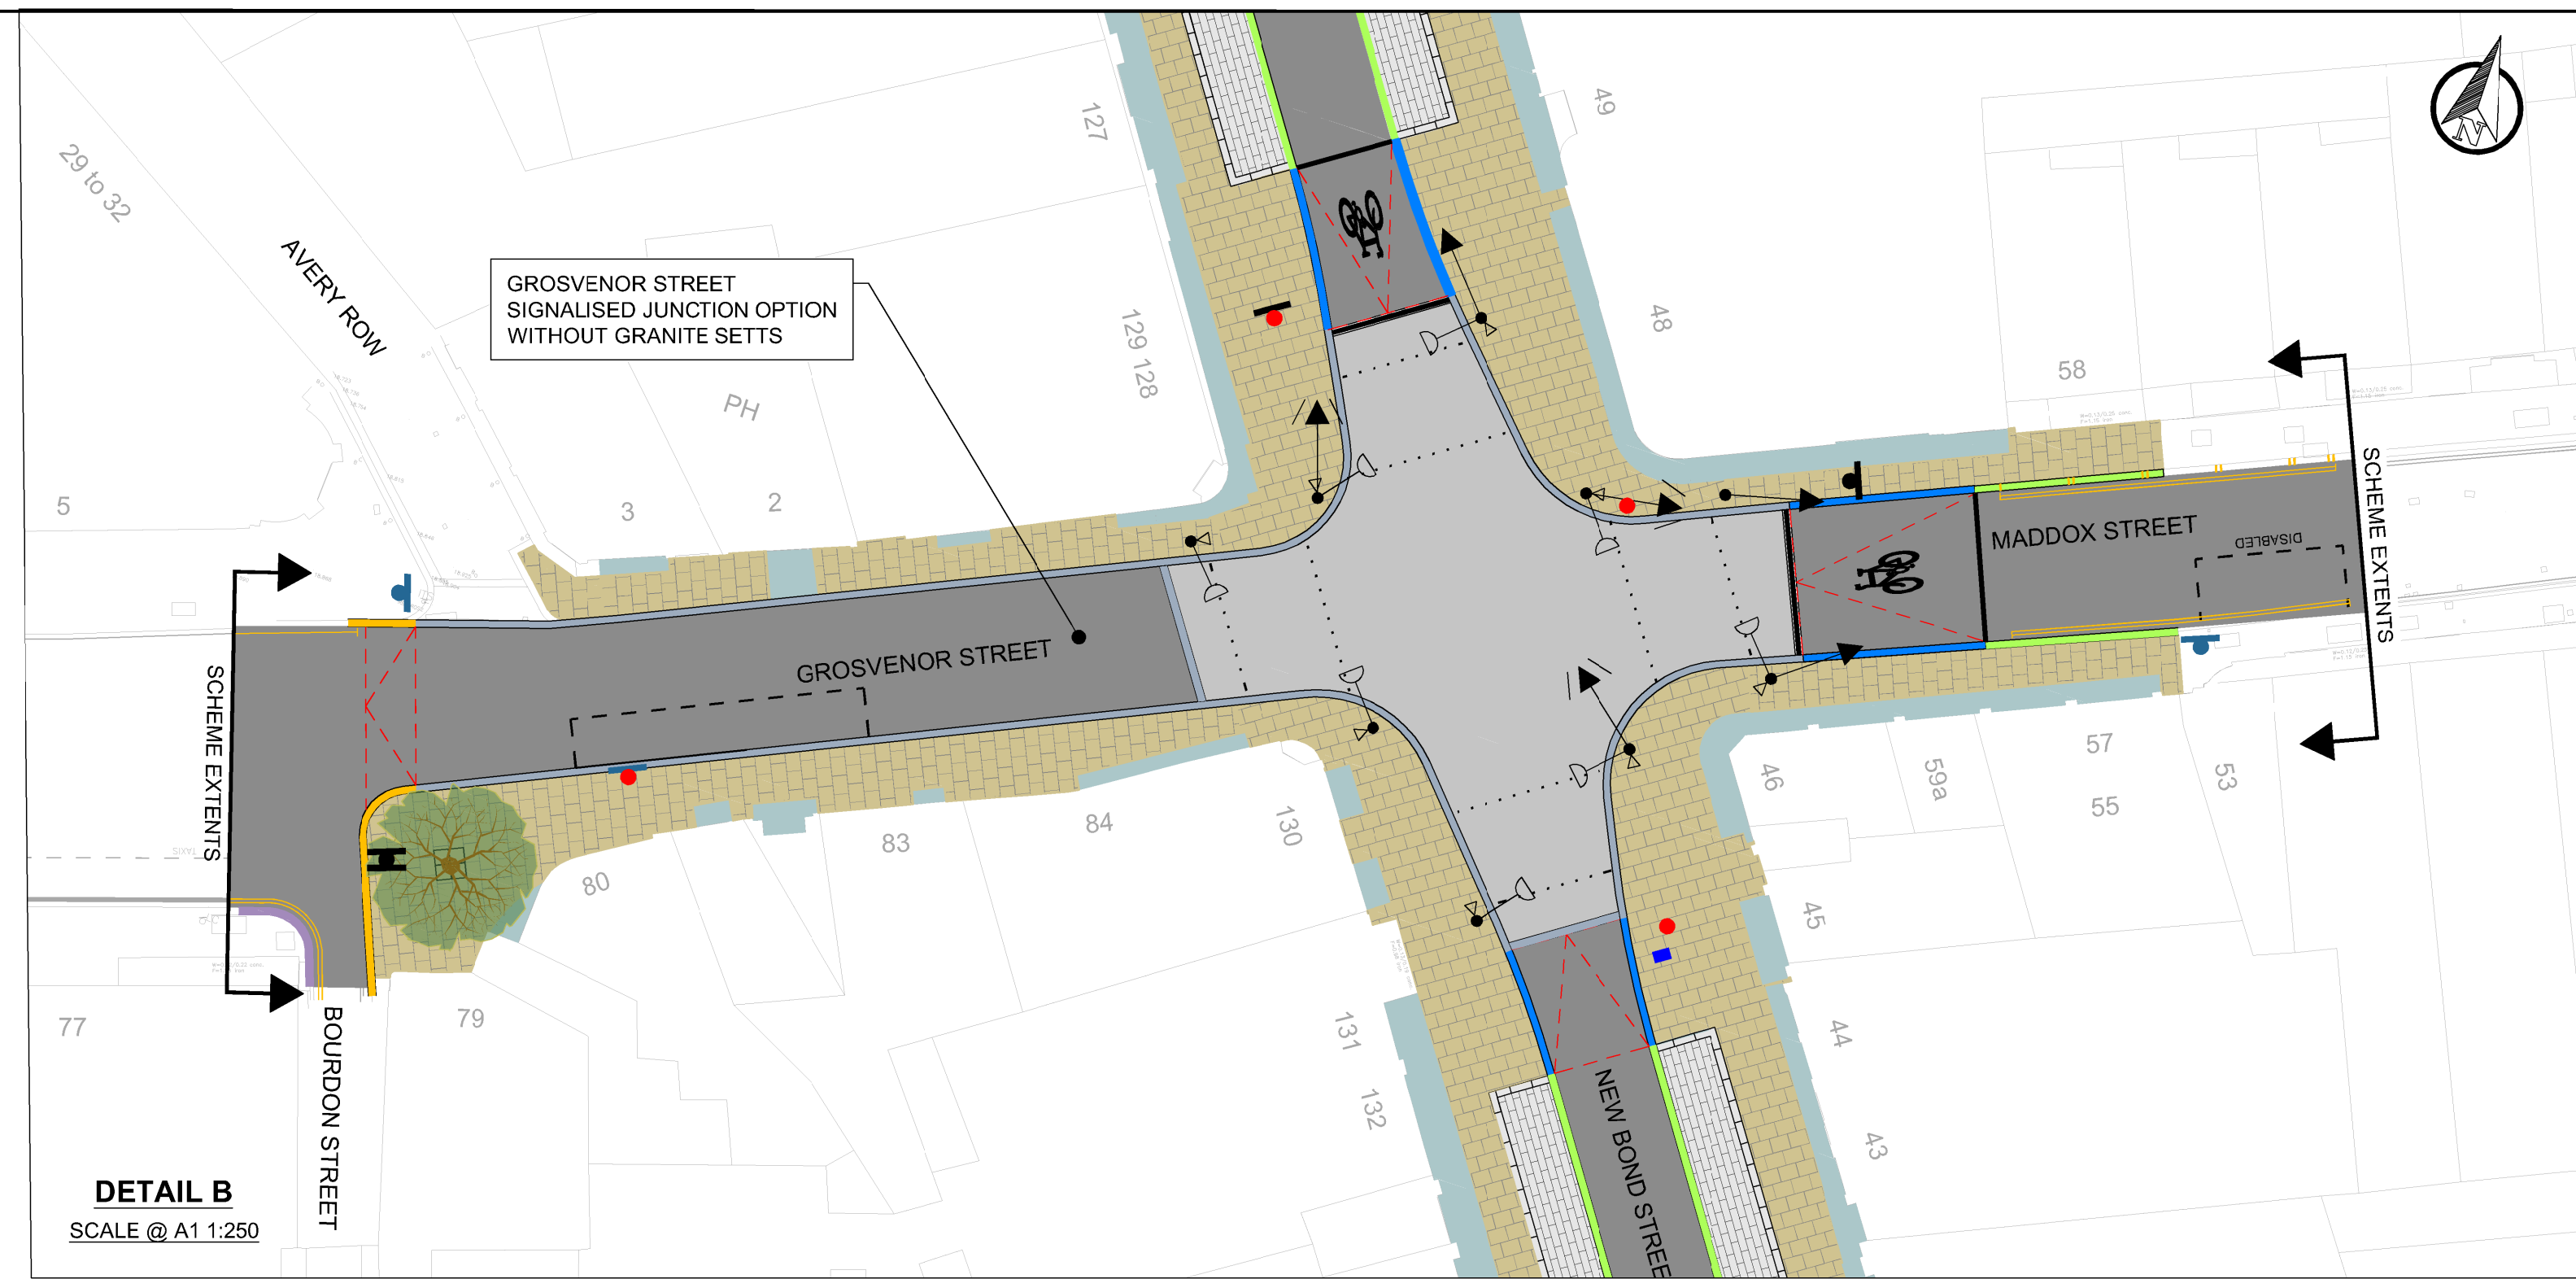 127
49
29 to 32
AVERY ROW
GROSVENOR STREET
SIGNALISED JUNCTION OPTION
WITHOUT GRANITE SETTS
N
129 128
48
58
PH
5
3
2
SCHEME EXTENTS
MADDOX STREET
DISABLED
GROSVENOR STREET
SCHEME EXTENTS
TAXIS
80
83
84
130
46
59a
57
55
53
45
77
79
131
44
132
43
BOURDON STREET
NEW BOND STREE
DETAIL B
SCALE @ A1 1:250